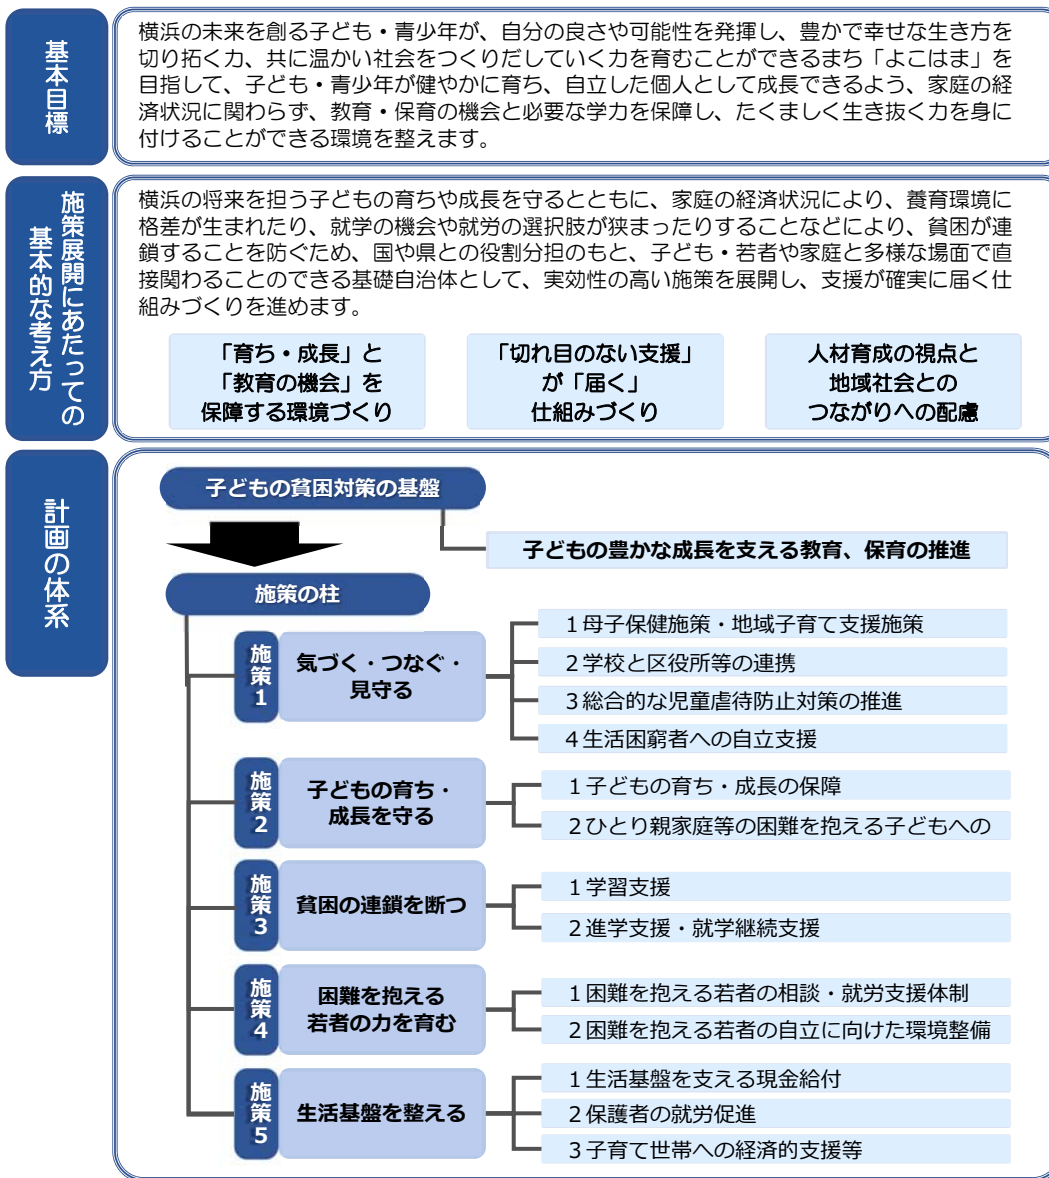 基本目標
横浜の未来を創る子ども・青少年が、自分の良さや可能性を発揮し、豊かで幸せな生き方を
切り拓く力、共に温かい社会をつくりだしていく力を育むことができるまち「よこはま」を
目指して、子ども・青少年が健やかに育ち、自立した個人として成長できるよう、家庭の経
済状況に関わらず、教育・保育の機会と必要な学力を保障し、たくましく生き抜く力を身に
付けることができる環境を整えます。
施策展開にあたっての
基本的な考え方
横浜の将来を担う子どもの育ちや成長を守るとともに、家庭の経済状況により、養育環境に
格差が生まれたり、就学の機会や就労の選択肢が狭まったりすることなどにより、貧困が連
鎖することを防ぐため、国や県との役割分担のもと、子ども・若者や家庭と多様な場面で直
接関わることのできる基礎自治体として、実効性の高い施策を展開し、支援が確実に届く仕
組みづくりを進めます。
「育ち・成長」と
「教育の機会」を
保障する環境づくり
「切れ目のない支援」
が「届く」
仕組みづくり
人材育成の視点と
地域社会との
つながりへの配慮
計画の体系
子どもの貧困対策の基盤
子どもの豊かな成長を支える教育、保育の推進
施策の柱
施策1
気づく・つなぐ・
見守る
1母子保健施策・地域子育て支援施策
2学校と区役所等の連携
3総合的な児童虐待防止対策の推進
4生活困窮者への自立支援
施策2
子どもの育ち・
成長を守る
1子どもの育ち・成長の保障
2ひとり親家庭等の困難を抱える子どもへの
施策3
貧困の連鎖を断つ
1学習支援
2進学支援・就学継続支援
施策4
困難を抱える
若者の力を育む
1困難を抱える若者の相談・就労支援体制
2困難を抱える若者の自立に向けた環境整備
施策5
生活基盤を整える
1生活基盤を支える現金給付
2保護者の就労促進
3子育て世帯への経済的支援等